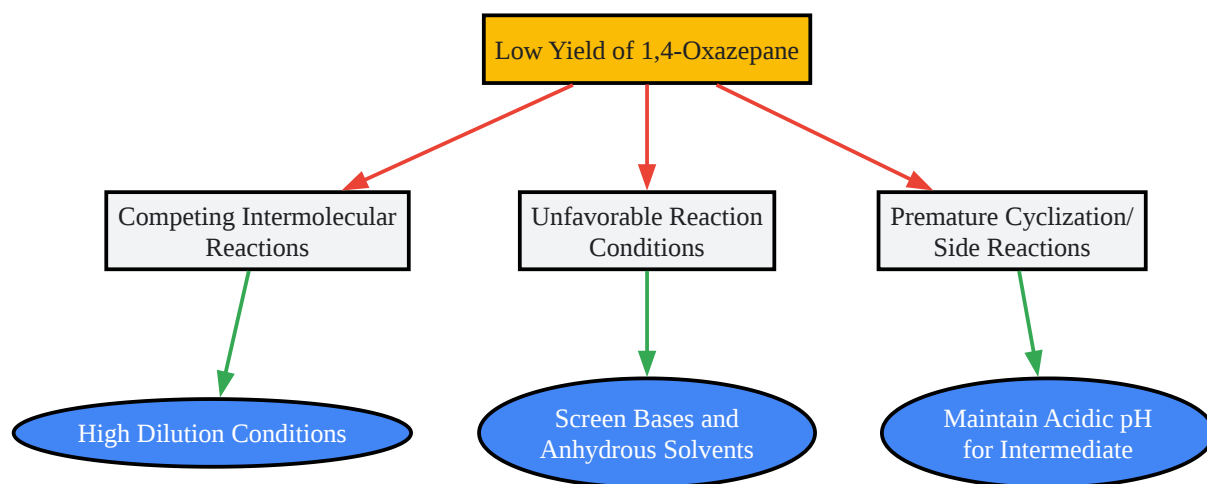 Low Yield of 1,4-Oxazepane
Competing Intermolecular
Reactions
Unfavorable Reaction
Conditions
Premature Cyclization/
Side Reactions
High Dilution Conditions
Screen Bases and
Anhydrous Solvents
Maintain Acidic pH
for Intermediate